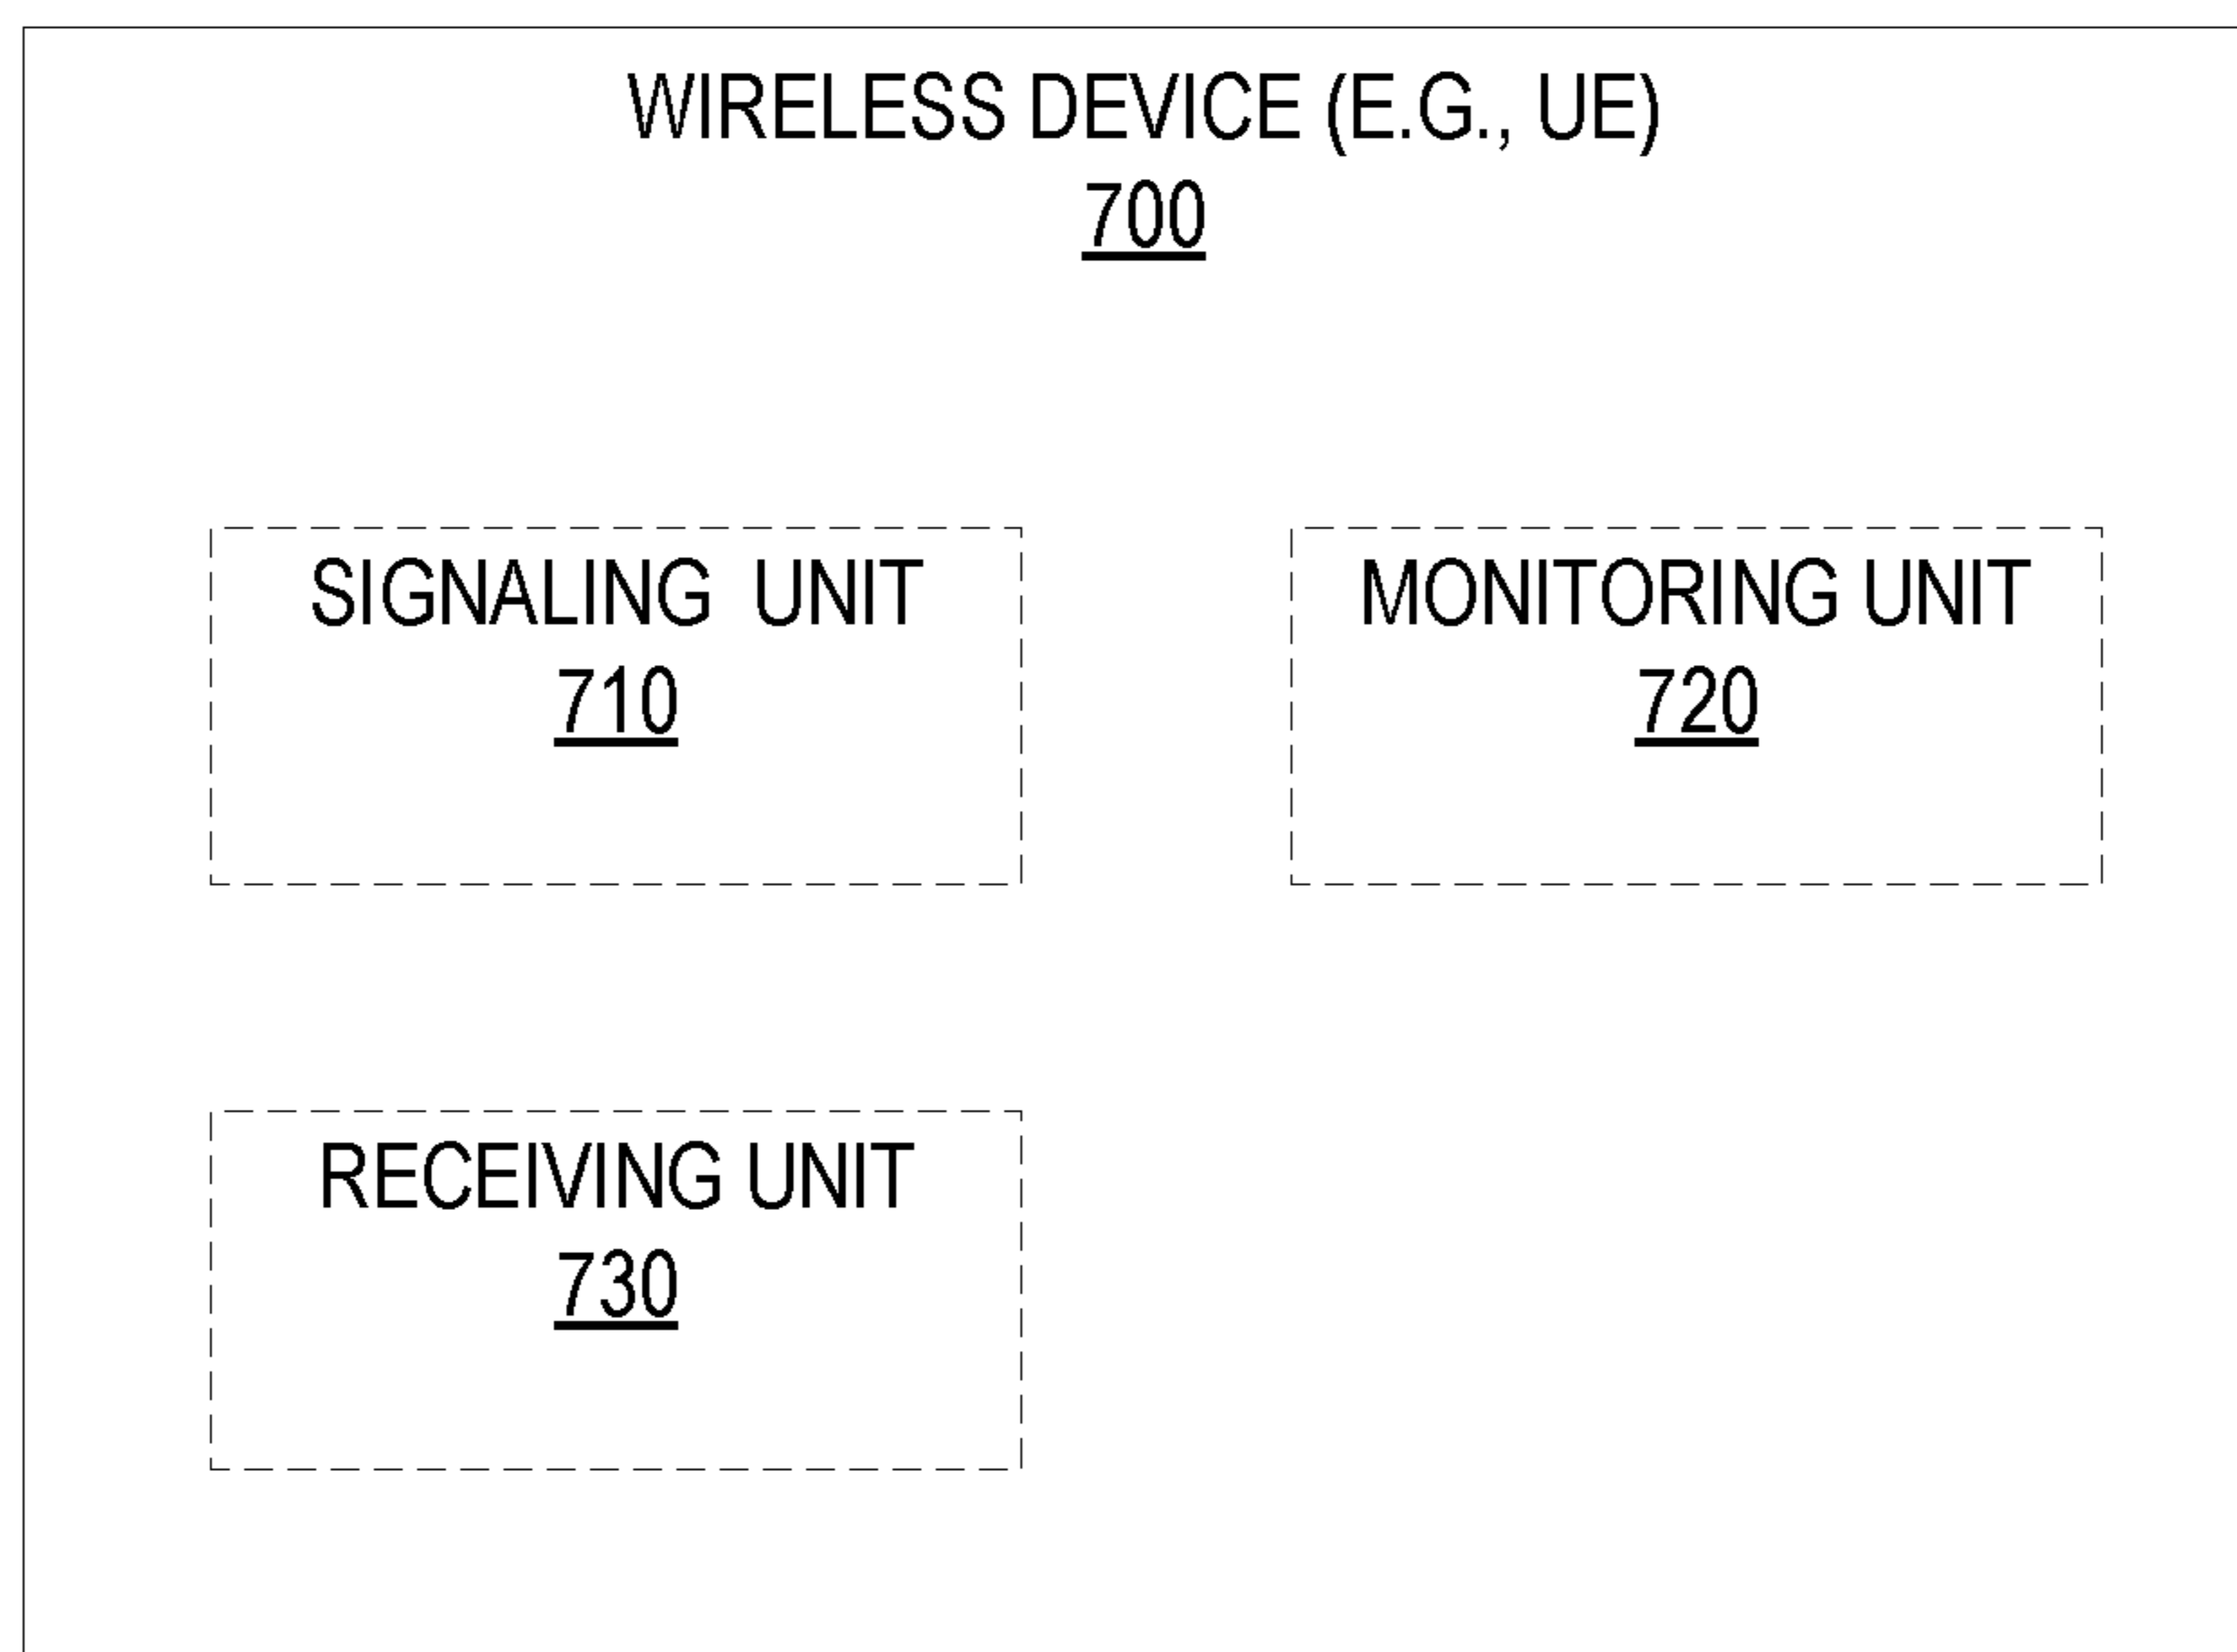 WIRELESS DEVICE (E.G., UE)
700
SIGNALING UNIT
710
MONITORING UNIT
720
RECEIVING UNIT
730